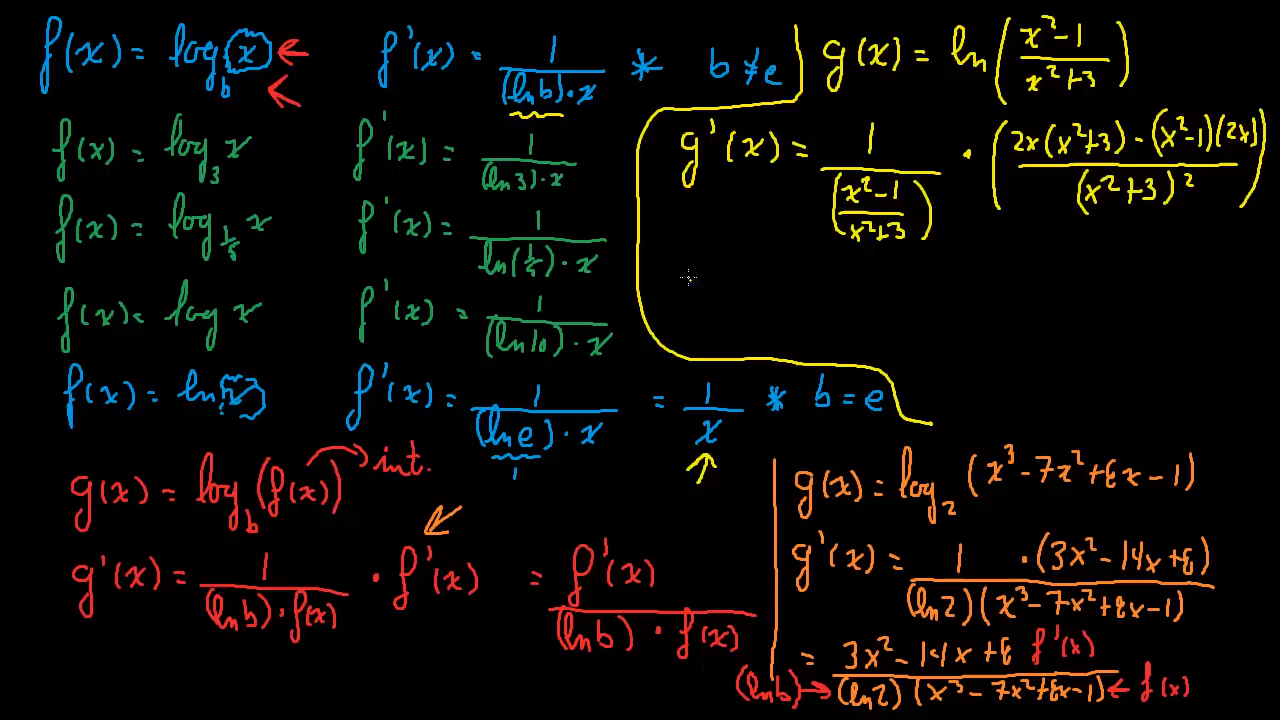 f(x) = log_b(x) ← f'(x) = 1/((ln b)·x) * b ≠ e
f(x) = log_3 x f'(x) = 1/((ln 3)·x)
f(x) = log_{1/5} x f'(x) = 1/(ln(1/5)·x)
f(x) = log x f'(x) = 1/((ln 10)·x)
f(x) = ln x f'(x) = 1/((ln e)·x) = 1/x * b = e
1
g(x) = log_b(f(x)) → int.
g'(x) = 1/((ln b)·f(x)) · f'(x) = f'(x)/((ln b)·f(x))
g(x) = ln((x²-1)/(x²+3))
g'(x) = 1/((x²-1)/(x²+3)) · ((2x(x²+3) - (x²-1)(2x))/(x²+3)²)
g(x) = log_2 (x³ - 7x² + 8x - 1)
g'(x) = 1·(3x² - 14x + 8)/((ln 2)(x³ - 7x² + 8x - 1))
= (3x² - 14x + 8)/((ln 2)(x³ - 7x² + 8x - 1)) f'(x)
(ln b) → ← f(x)